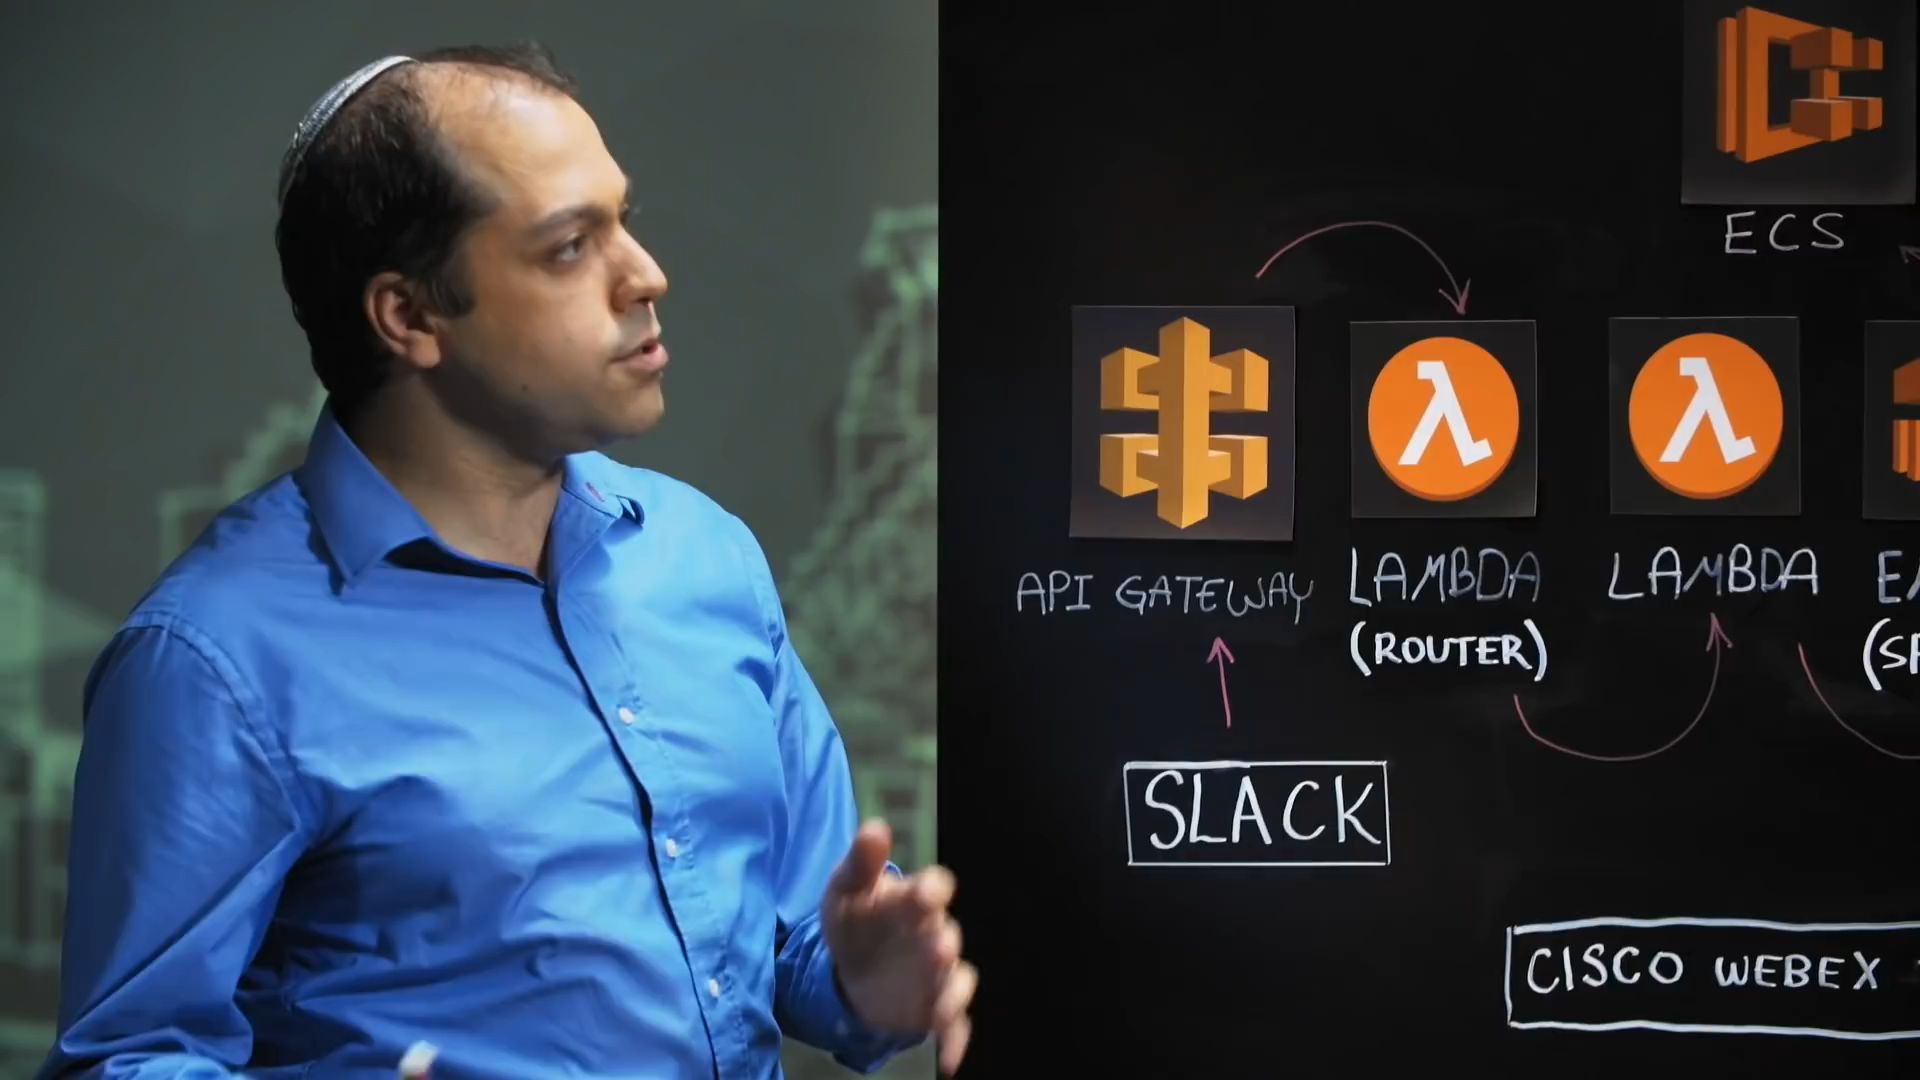 ECS
API GATEWAY
LAMBDA
(ROUTER)
LAMBDA
SLACK
CISCO WEBEX